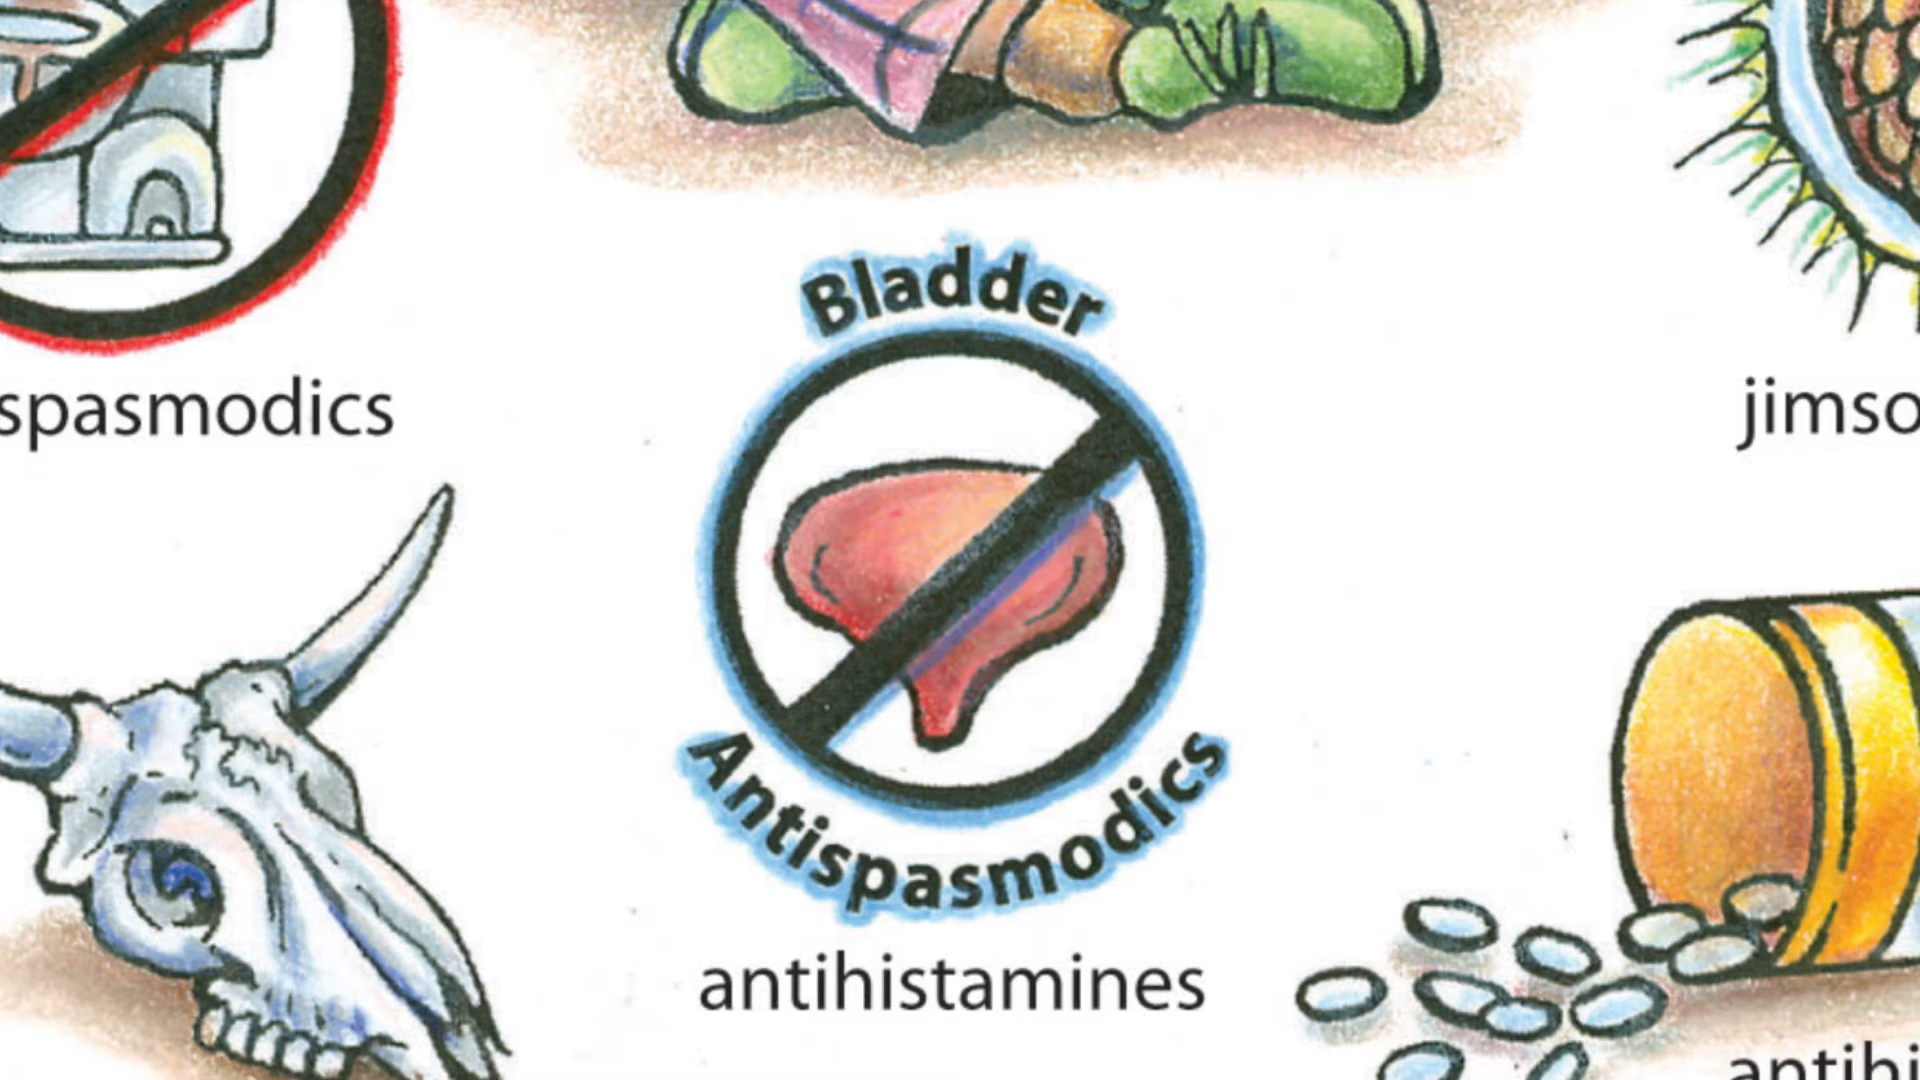 Bladder
spasmodics
jimso
Antispasmodics
antihistamines
antihi